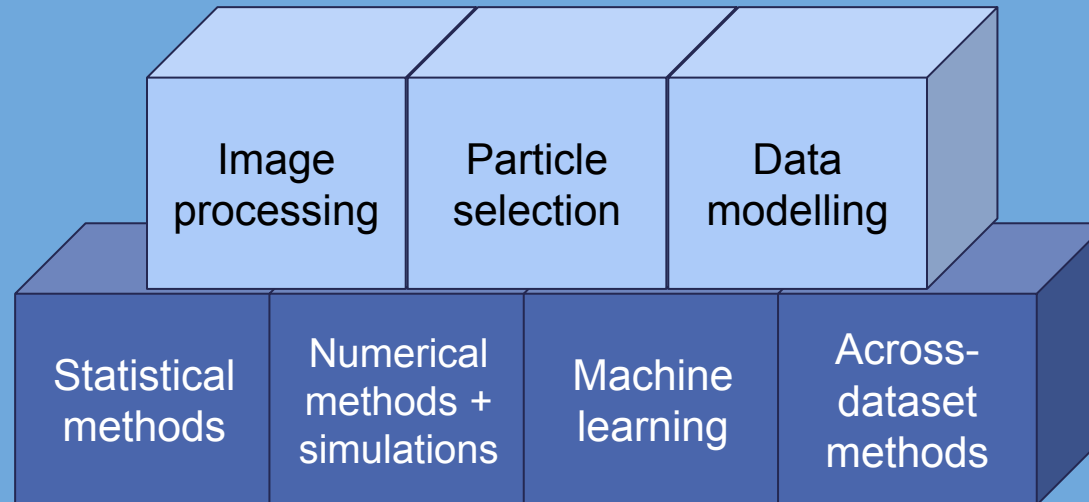 Image
processing
Particle
selection
Data
modelling
Statistical
methods
Numerical
methods +
simulations
Machine
learning
Across-
dataset
methods